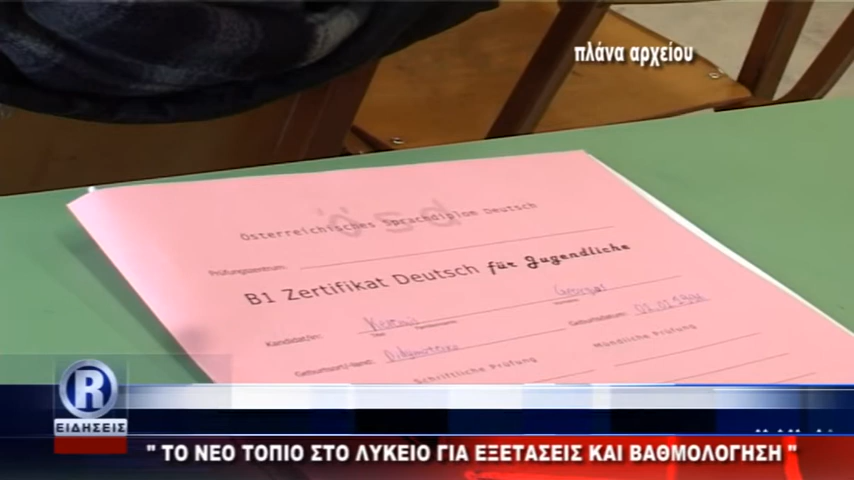 πλάνα αρχείου
ösd
Österreichisches Sprachdiplom Deutsch
Prüfungszentrum:
B1 Zertifikat Deutsch für Jugendliche
Kandidat/in:
Geburtsdatum:
Geburtsort/-land:
Schriftliche Prüfung
Mündliche Prüfung
R
ΕΙΔΗΣΕΙΣ
" ΤΟ ΝΕΟ ΤΟΠΙΟ ΣΤΟ ΛΥΚΕΙΟ ΓΙΑ ΕΞΕΤΑΣΕΙΣ ΚΑΙ ΒΑΘΜΟΛΟΓΗΣΗ "